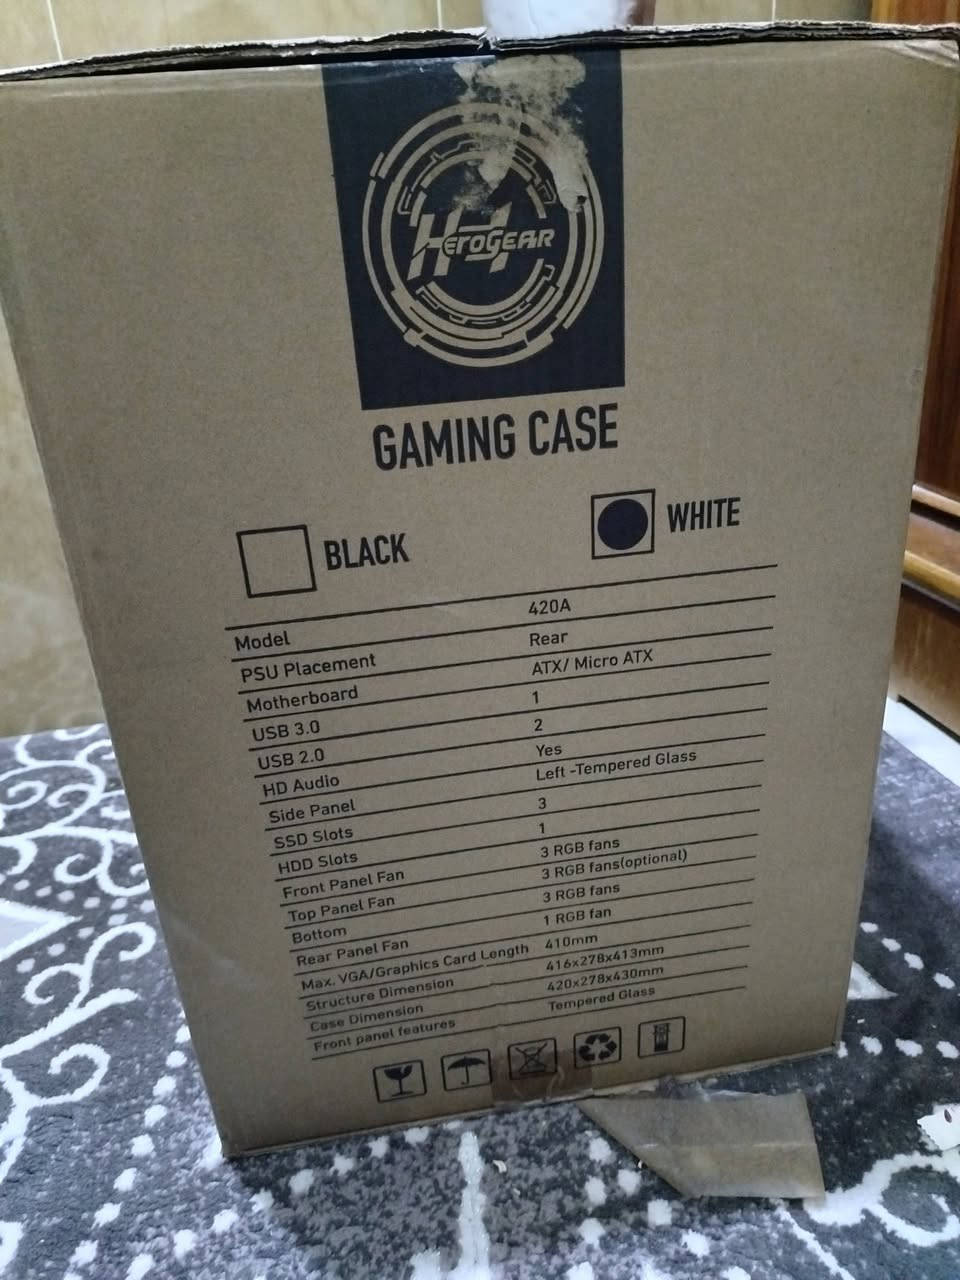 HEROGEAR
GAMING CASE
BLACK
WHITE
Model 420A
PSU Placement Rear
Motherboard ATX/ Micro ATX
USB 3.0 1
USB 2.0 2
HD Audio Yes
Side Panel Left -Tempered Glass
SSD Slots 3
HDD Slots 1
Front Panel Fan 3 RGB fans
Top Panel Fan 3 RGB fans(optional)
Bottom 3 RGB fans
Rear Panel Fan 1 RGB fan
Max. VGA/Graphics Card Length 410mm
Structure Dimension 416x278x413mm
Case Dimension 420x278x430mm
Front panel features Tempered Glass